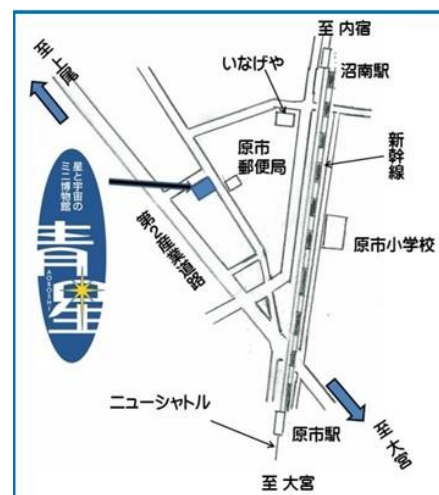 至 内宿
至 上尾
いなげや
沼南駅
原市
郵便局
新幹線
星と宇宙の
ミニ博物館
青星
AOBOSHI
第2産業道路
原市小学校
ニューシャトル
原市駅
至 大宮
至 大宮